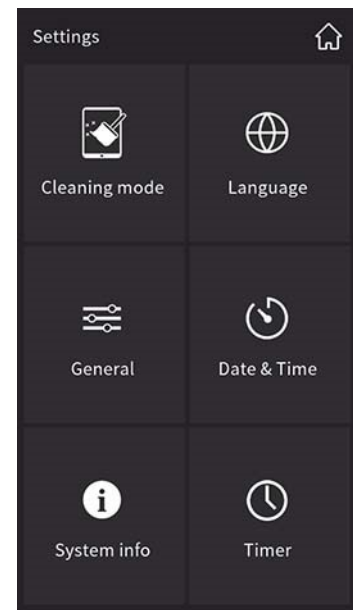 Settings
Cleaning mode
Language
General
Date & Time
System info
Timer